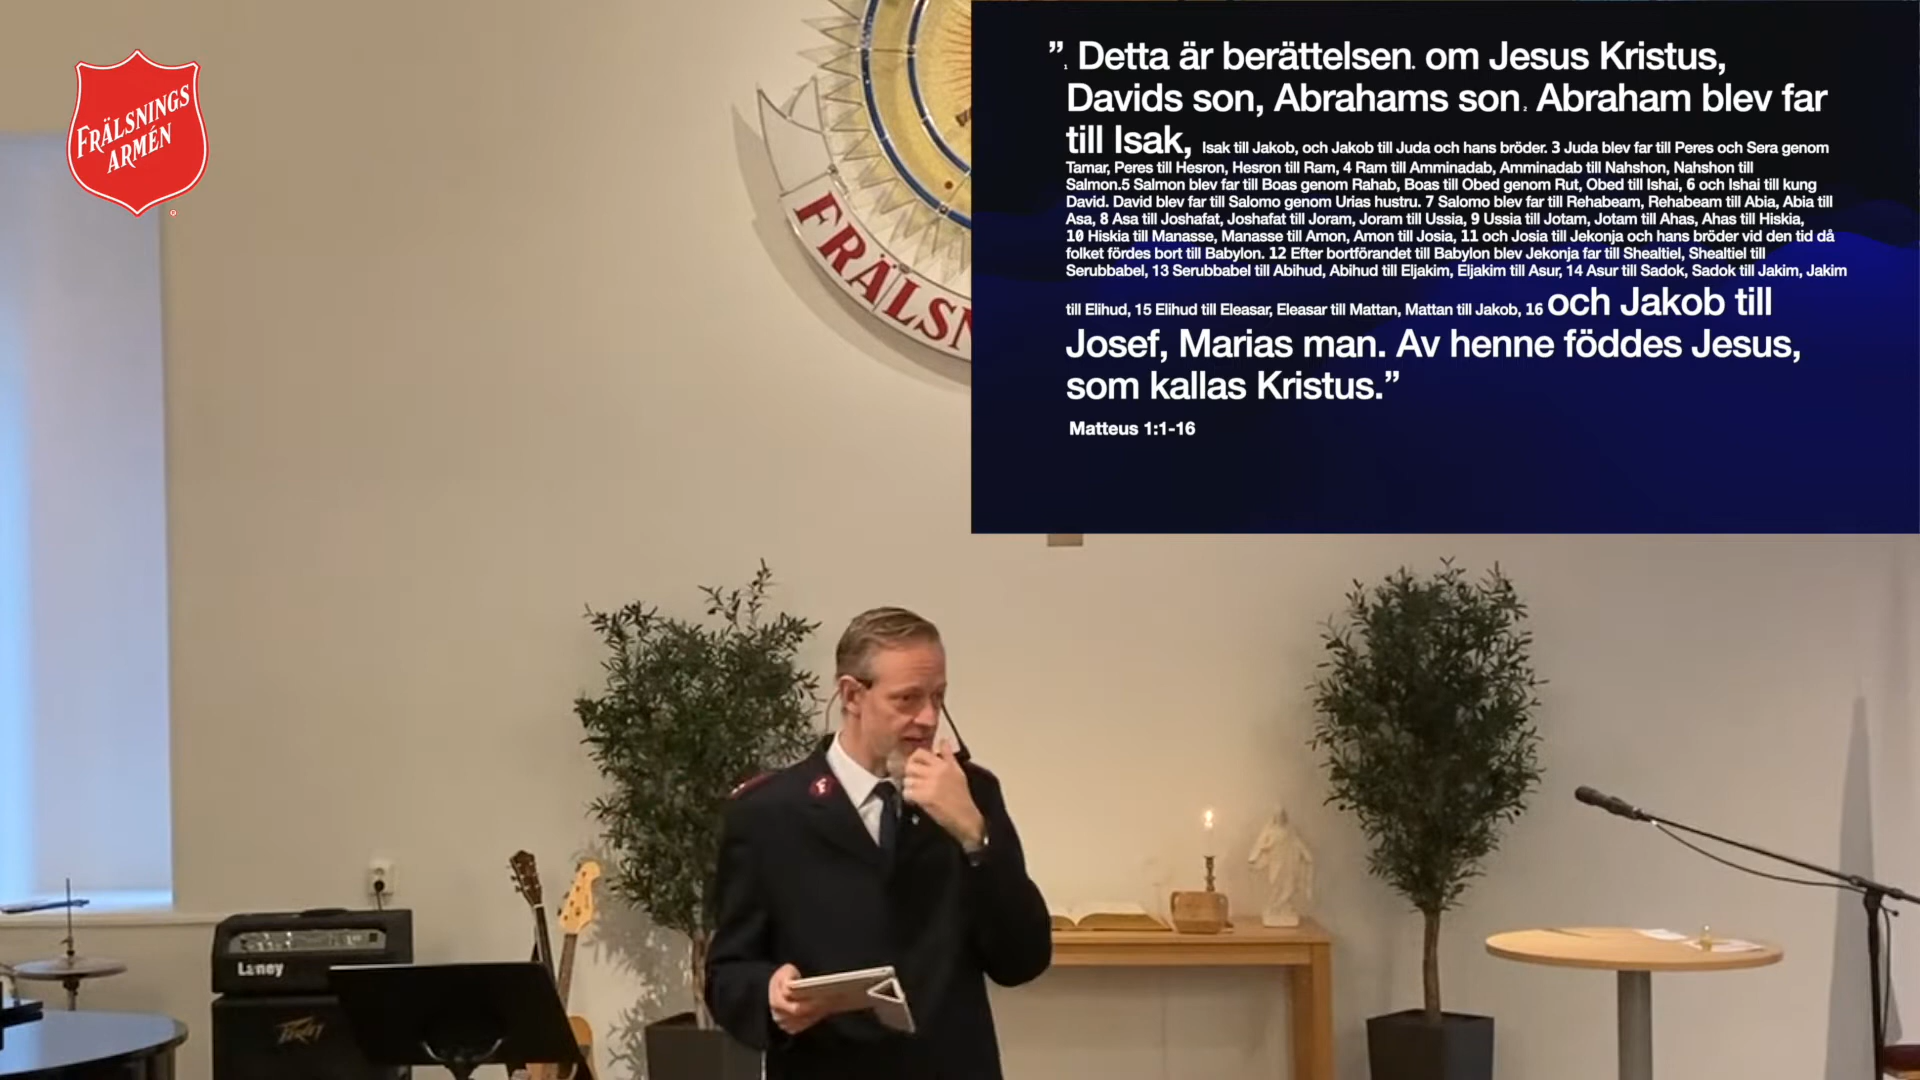 FRÄLSNINGS
ARMÉN
FRÄLSN
” 1 Detta är berättelsen. om Jesus Kristus,
Davids son, Abrahams son. Abraham blev far
till Isak, Isak till Jakob, och Jakob till Juda och hans bröder. 3 Juda blev far till Peres och Sera genom
Tamar, Peres till Hesron, Hesron till Ram, 4 Ram till Amminadab, Amminadab till Nahshon, Nahshon till
Salmon.5 Salmon blev far till Boas genom Rahab, Boas till Obed genom Rut, Obed till Ishai, 6 och Ishai till kung
David. David blev far till Salomo genom Urias hustru. 7 Salomo blev far till Rehabeam, Rehabeam till Abia, Abia till
Asa, 8 Asa till Joshafat, Joshafat till Joram, Joram till Ussia, 9 Ussia till Jotam, Jotam till Ahas, Ahas till Hiskia,
10 Hiskia till Manasse, Manasse till Amon, Amon till Josia, 11 och Josia till Jekonja och hans bröder vid den tid då
folket fördes bort till Babylon. 12 Efter bortförandet till Babylon blev Jekonja far till Shealtiel, Shealtiel till
Serubbabel, 13 Serubbabel till Abihud, Abihud till Eljakim, Eljakim till Asur, 14 Asur till Sadok, Sadok till Jakim, Jakim
till Elihud, 15 Elihud till Eleasar, Eleasar till Mattan, Mattan till Jakob, 16 och Jakob till
Josef, Marias man. Av henne föddes Jesus,
som kallas Kristus.”
Matteus 1:1-16
Laney
PEAVEY